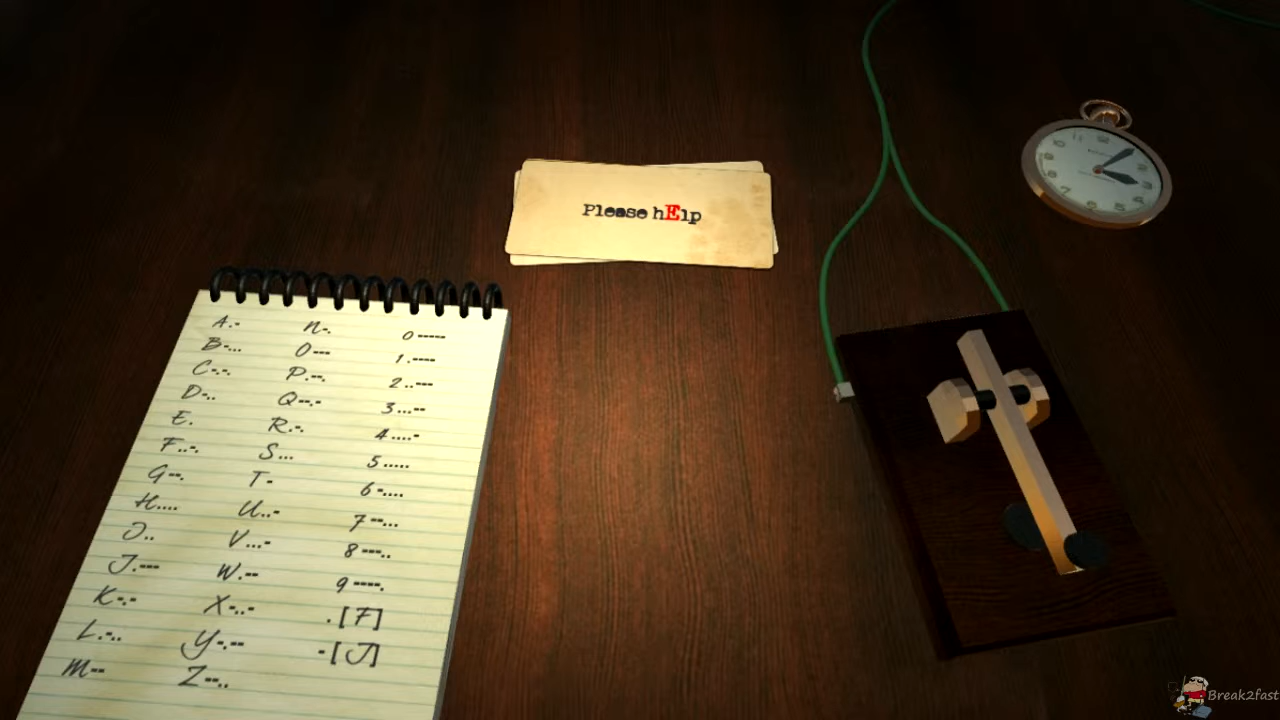 Please hElp
A.-
B-...
C-.-.
D-..
E.
F..-.
G--.
H....
I..
J.---
K-.-
L.-..
M--
N-.
O---
P.--.
Q--.-
R.-.
S...
T-
U..-
V...-
W.--
X-..-
Y-.--
Z--..
0-----
1.----
2..---
3...--
4....-
5.....
6-....
7--...
8---..
9----.
.[F]
-[J]
Break2fast